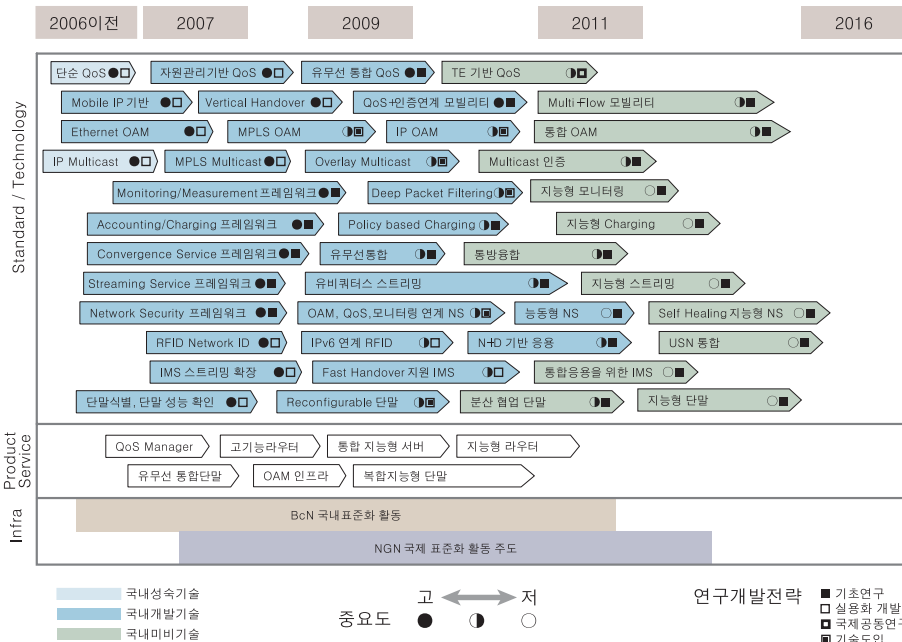 2006이전 2007 2009 2011 2016
Standard / Technology
단순 QoS 자원관리기반 QoS 유무선 통합 QoS TE 기반 QoS
Mobile IP 기반 Vertical Handover QoS+인증연계 모빌리티 Multi-Flow 모빌리티
Ethernet OAM MPLS OAM IP OAM 통합 OAM
IP Multicast MPLS Multicast Overlay Multicast Multicast 인증
Monitoring/Measurement 프레임워크 Deep Packet Filtering 지능형 모니터링
Accounting/Charging 프레임워크 Policy based Charging 지능형 Charging
Convergence Service 프레임워크 유무선통합 통방융합
Streaming Service 프레임워크 유비쿼터스 스트리밍 지능형 스트리밍
Network Security 프레임워크 OAM, QoS,모니터링 연계 NS 능동형 NS Self Healing 지능형 NS
RFID Network ID IPv6 연계 RFID N+D 기반 응용 USN 통합
IMS 스트리밍 확장 Fast Handover 지원 IMS 통합응용을 위한 IMS
단말식별, 단말 성능 확인 Reconfigurable 단말 분산 협업 단말 지능형 단말
Product Service
QoS Manager 고기능라우터 통합 지능형 서버 지능형 라우터
유무선 통합단말 OAM 인프라 복합지능형 단말
Infra
BcN 국내표준화 활동
NGN 국제 표준화 활동 주도
국내성숙기술
국내개발기술
국내미비기술
중요도 고 저
연구개발전략
기초연구
실용화 개발
국제공동연구
기술도입